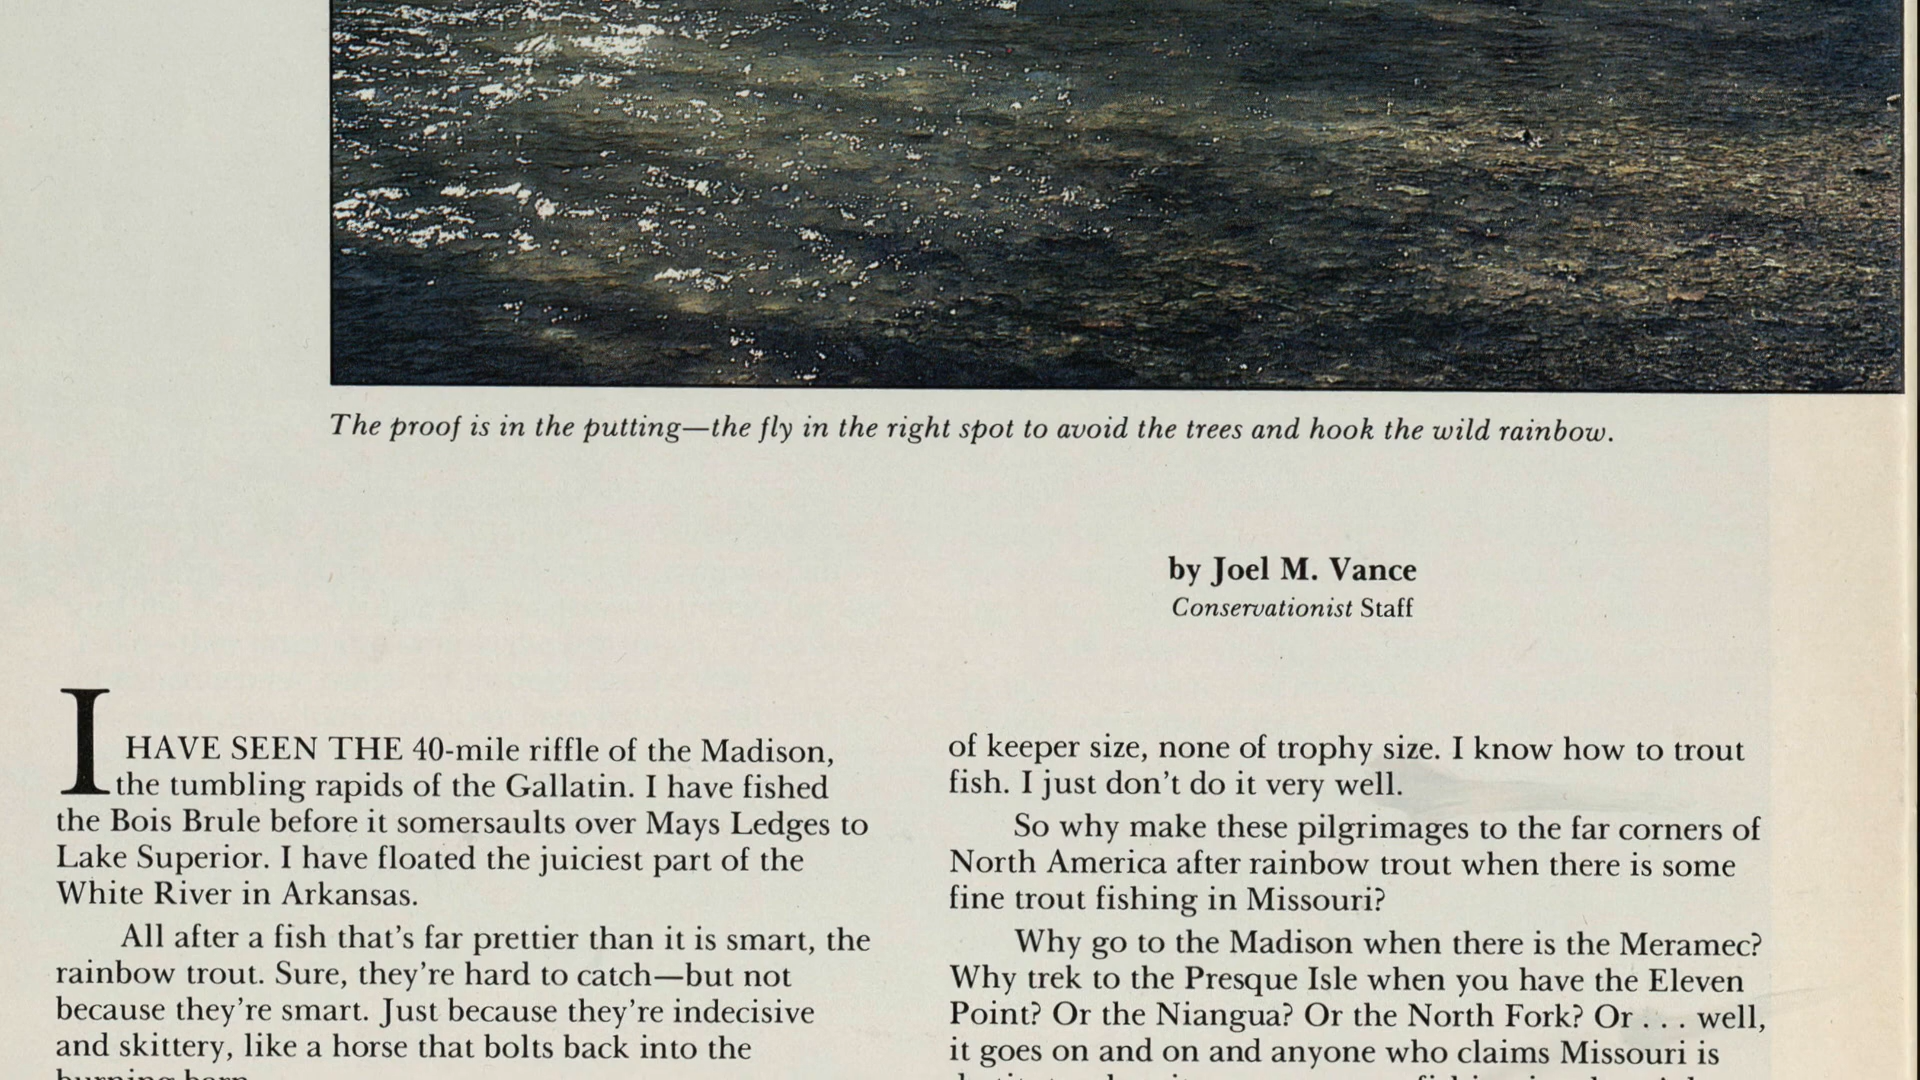 The proof is in the putting—the fly in the right spot to avoid the trees and hook the wild rainbow.
by Joel M. Vance
Conservationist Staff
I HAVE SEEN THE 40-mile riffle of the Madison,
the tumbling rapids of the Gallatin. I have fished
the Bois Brule before it somersaults over Mays Ledges to
Lake Superior. I have floated the juiciest part of the
White River in Arkansas.
All after a fish that's far prettier than it is smart, the
rainbow trout. Sure, they're hard to catch—but not
because they're smart. Just because they're indecisive
and skittery, like a horse that bolts back into the
burning barn.
of keeper size, none of trophy size. I know how to trout
fish. I just don't do it very well.
So why make these pilgrimages to the far corners of
North America after rainbow trout when there is some
fine trout fishing in Missouri?
Why go to the Madison when there is the Meramec?
Why trek to the Presque Isle when you have the Eleven
Point? Or the Niangua? Or the North Fork? Or . . . well,
it goes on and on and anyone who claims Missouri is